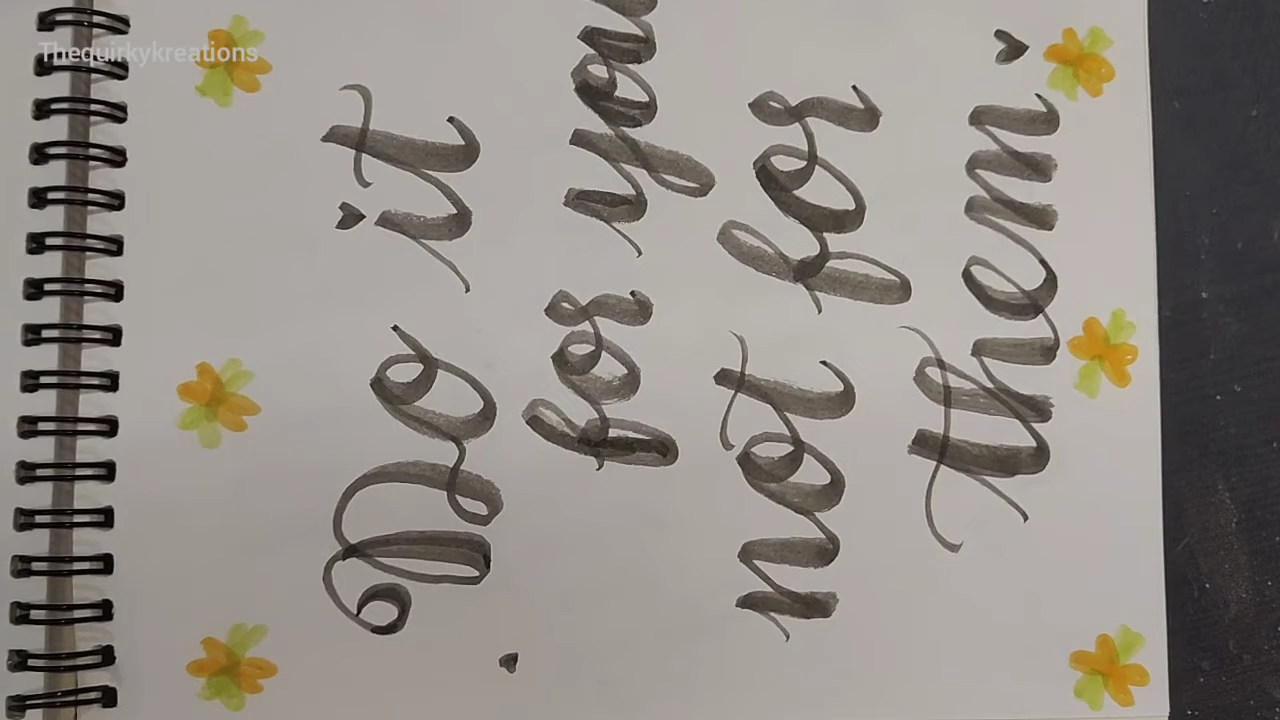 Thequirkykreations
Do it
for you
not for
them.